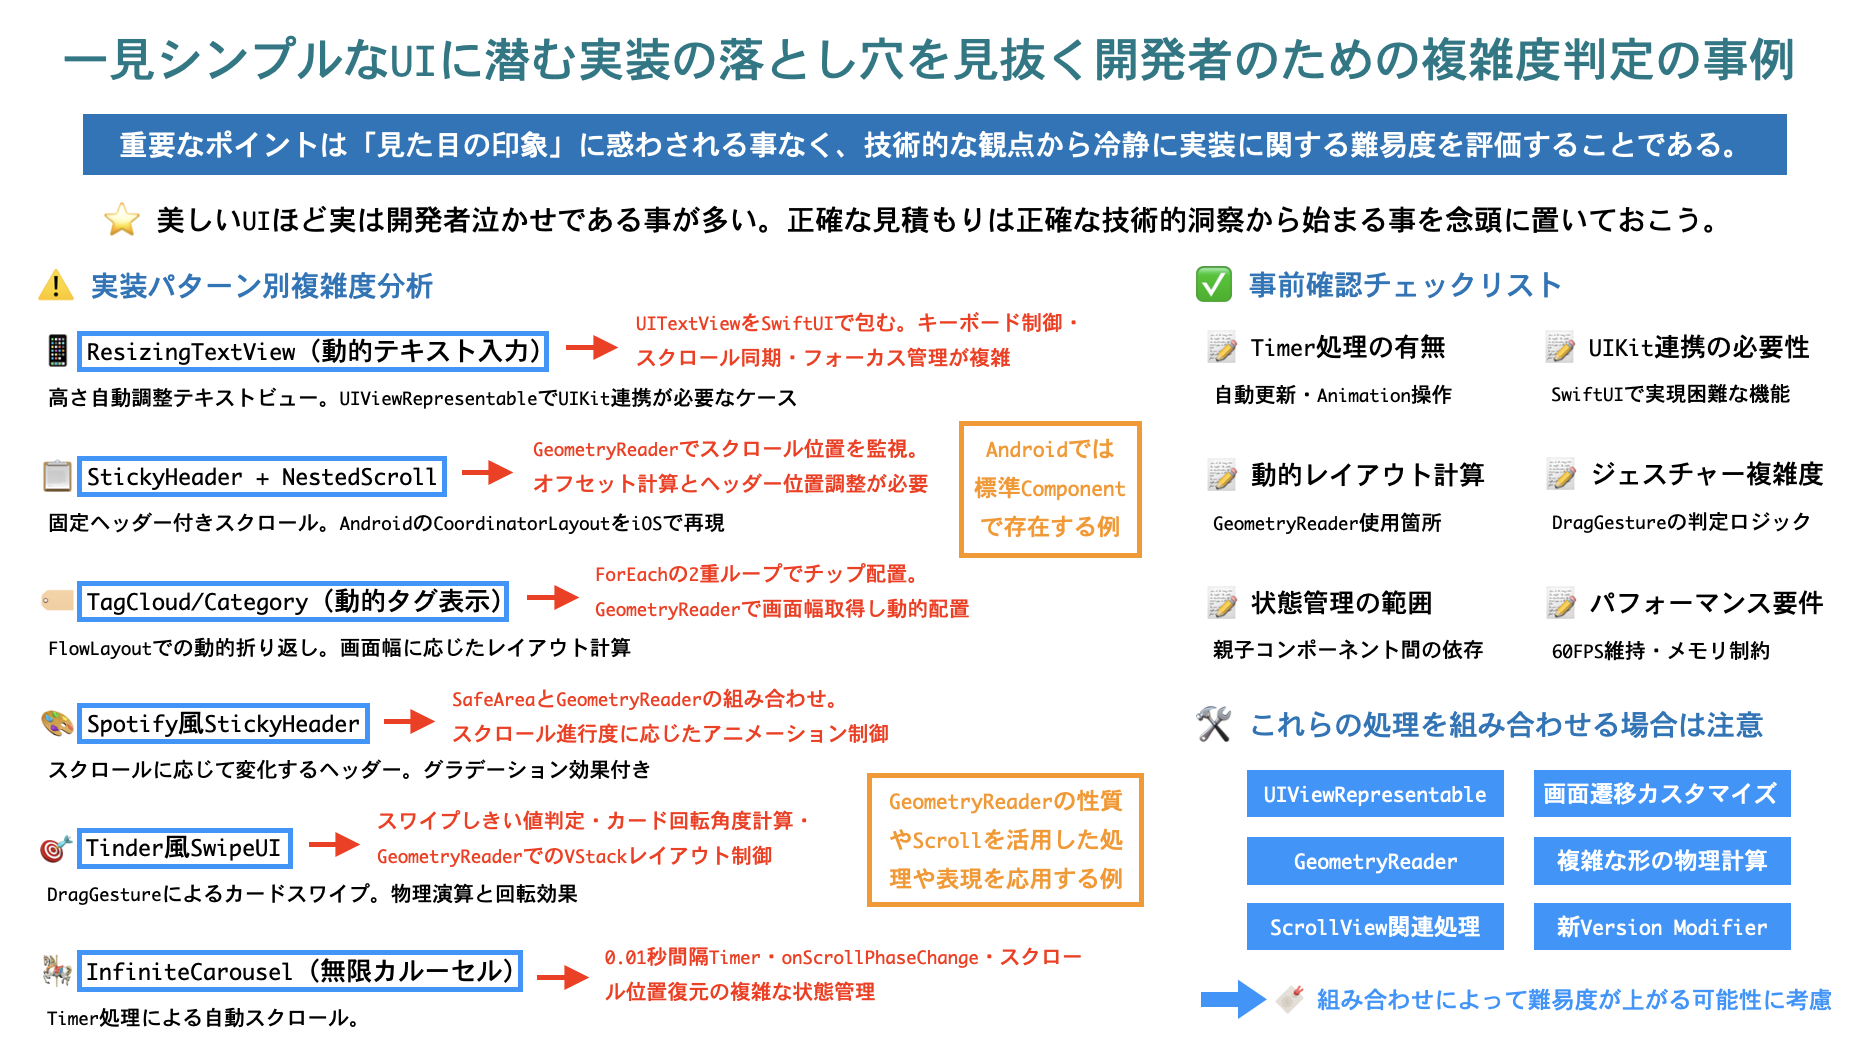 一見シンプルなUIに潜む実装の落とし穴を見抜く開発者のための複雑度判定の事例
重要なポイントは「見た目の印象」に惑わされる事なく、技術的な観点から冷静に実装に関する難易度を評価することである。
美しいUIほど実は開発者泣かせである事が多い。正確な見積もりは正確な技術的洞察から始まる事を念頭に置いておこう。
実装パターン別複雑度分析
ResizingTextView（動的テキスト入力）
UITextViewをSwiftUIで包む。キーボード制御・
スクロール同期・フォーカス管理が複雑
高さ自動調整テキストビュー。UIViewRepresentableでUIKit連携が必要なケース
StickyHeader + NestedScroll
GeometryReaderでスクロール位置を監視。
オフセット計算とヘッダー位置調整が必要
固定ヘッダー付きスクロール。AndroidのCoordinatorLayoutをiOSで再現
Androidでは
標準Component
で存在する例
TagCloud/Category（動的タグ表示）
ForEachの2重ループでチップ配置。
GeometryReaderで画面幅取得し動的配置
FlowLayoutでの動的折り返し。画面幅に応じたレイアウト計算
Spotify風StickyHeader
SafeAreaとGeometryReaderの組み合わせ。
スクロール進行度に応じたアニメーション制御
スクロールに応じて変化するヘッダー。グラデーション効果付き
Tinder風SwipeUI
スワイプしきい値判定・カード回転角度計算・
GeometryReaderでのVStackレイアウト制御
DragGestureによるカードスワイプ。物理演算と回転効果
GeometryReaderの性質
やScrollを活用した処
理や表現を応用する例
InfiniteCarousel（無限カルーセル）
0.01秒間隔Timer・onScrollPhaseChange・スクロー
ル位置復元の複雑な状態管理
Timer処理による自動スクロール。
事前確認チェックリスト
Timer処理の有無
自動更新・Animation操作
UIKit連携の必要性
SwiftUIで実現困難な機能
動的レイアウト計算
GeometryReader使用箇所
ジェスチャー複雑度
DragGestureの判定ロジック
状態管理の範囲
親子コンポーネント間の依存
パフォーマンス要件
60FPS維持・メモリ制約
これらの処理を組み合わせる場合は注意
UIViewRepresentable
画面遷移カスタマイズ
GeometryReader
複雑な形の物理計算
ScrollView関連処理
新Version Modifier
組み合わせによって難易度が上がる可能性に考慮